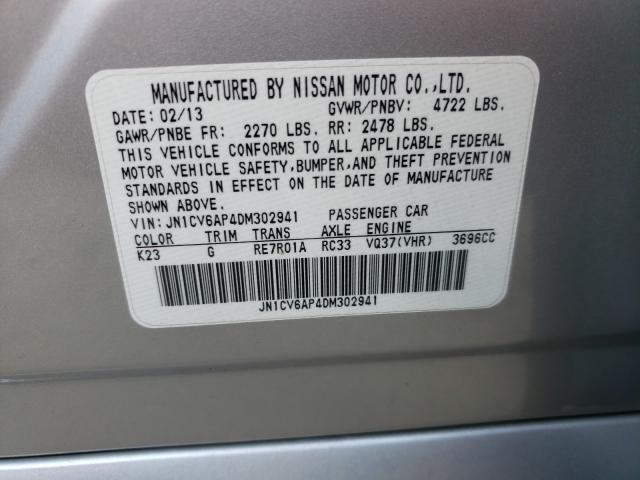 MANUFACTURED BY NISSAN MOTOR CO.,LTD.
DATE: 02/13 GVWR/PNBV: 4722 LBS.
GAWR/PNBE FR: 2270 LBS. RR: 2478 LBS.
THIS VEHICLE CONFORMS TO ALL APPLICABLE FEDERAL
MOTOR VEHICLE SAFETY,BUMPER,AND THEFT PREVENTION
STANDARDS IN EFFECT ON THE DATE OF MANUFACTURE
SHOWN ABOVE.
VIN: JN1CV6AP4DM302941 PASSENGER CAR
COLOR TRIM TRANS AXLE ENGINE
K23 G RE7R01A RC33 VQ37(VHR) 3696CC
JN1CV6AP4DM302941